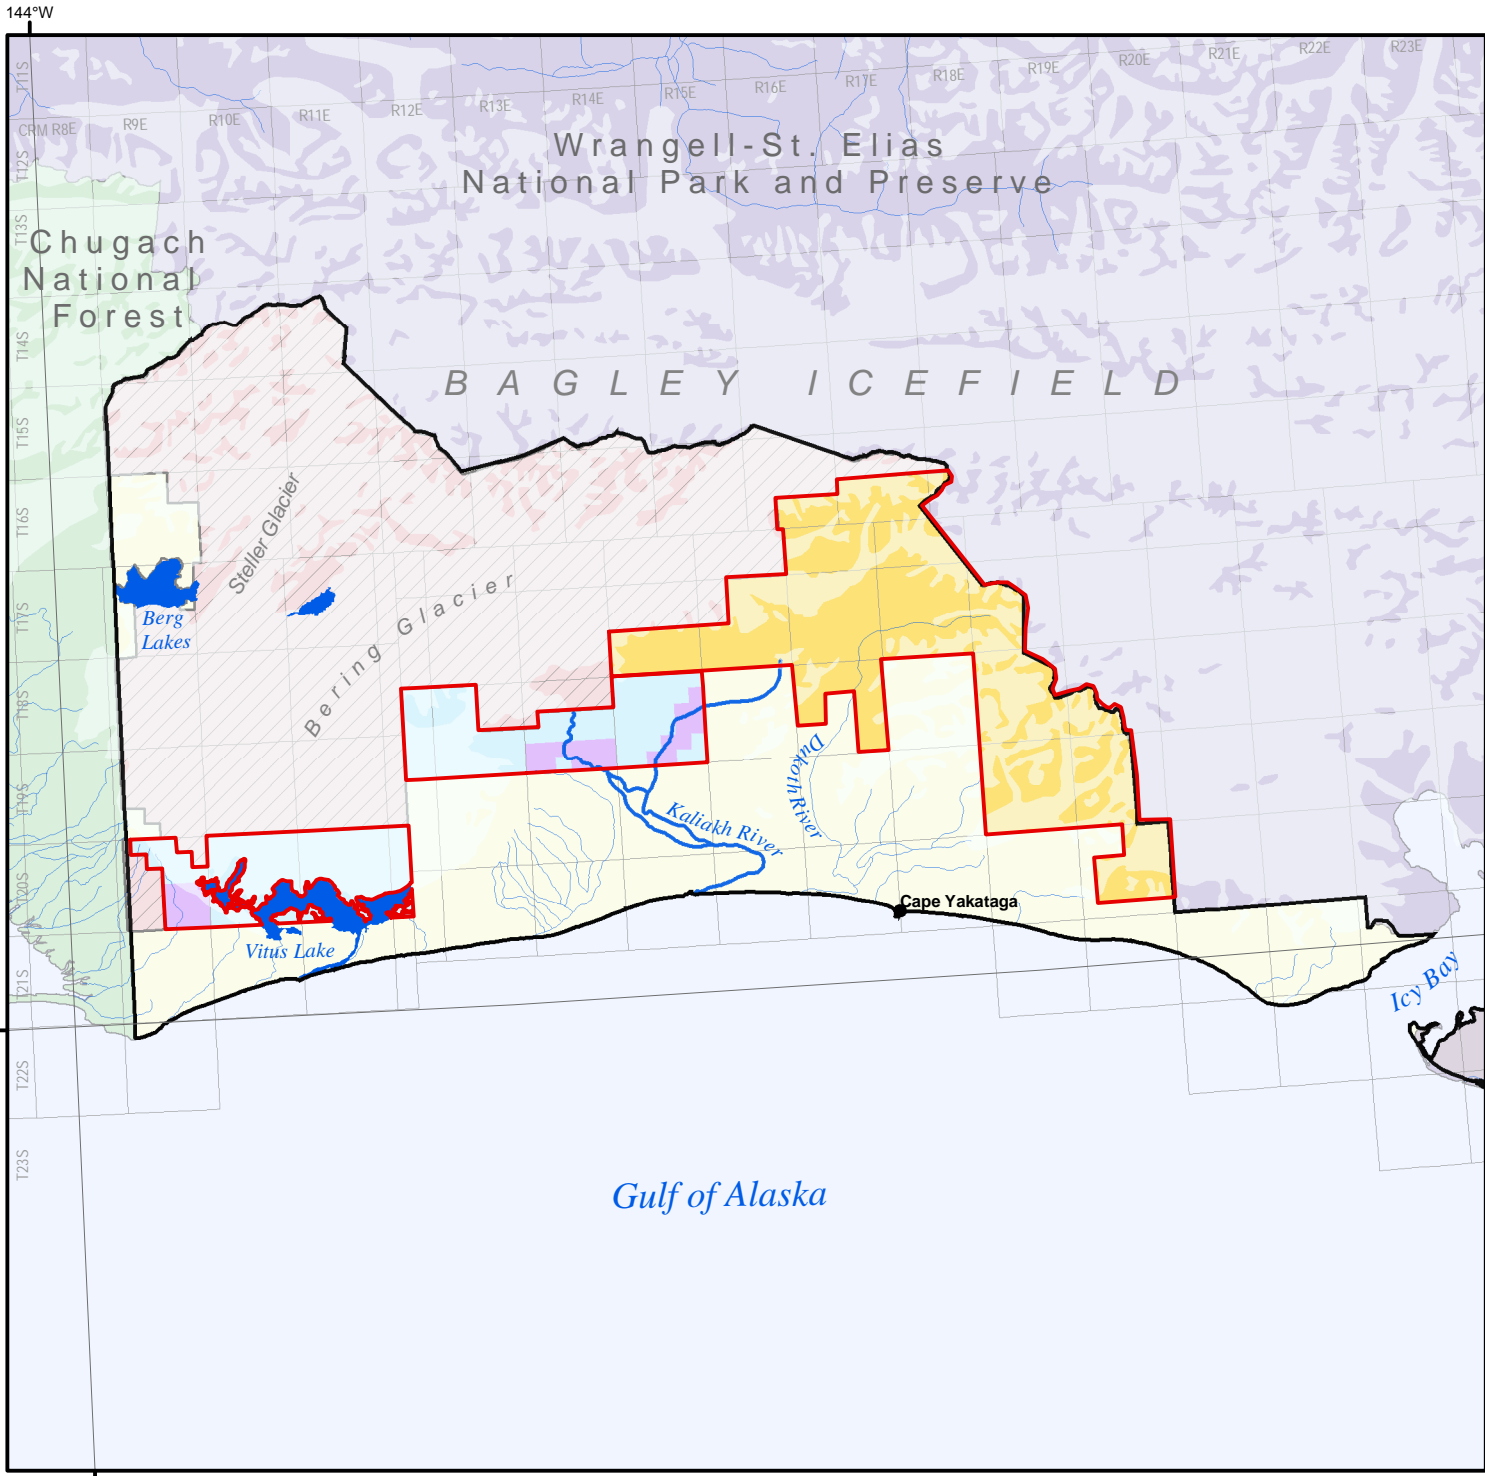 144°W
R23E
R22E
R21E
R20E
R19E
R18E
R17E
R16E
R15E
R14E
R13E
R12E
R11E
R10E
R9E
CRM R8E
T11S
T12S
T13S
T14S
T15S
T16S
T17S
T18S
T19S
T20S
T21S
T22S
T23S
Wrangell-St. Elias
National Park and Preserve
Chugach
National
Forest
BAGLEY ICEFIELD
Steller Glacier
Bering Glacier
Berg
Lakes
Dukoth River
Kaliakh River
Cape Yakataga
Vitus Lake
Icy Bay
Gulf of Alaska